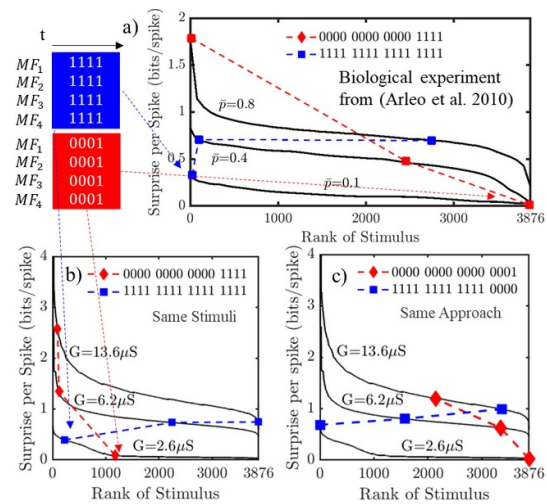 t
a)
MF1 1111
MF2 1111
MF3 1111
MF4 1111
MF1 0001
MF2 0001
MF3 0001
MF4 0001
Surprise per Spike (bits/spike)
2
1.5
1
0.5
0
0000 0000 0000 1111
1111 1111 1111 1111
Biological experiment
from (Arleo et al. 2010)
p̄=0.8
p̄=0.4
p̄=0.1
0 1000 2000 3000 3876
Rank of Stimulus
b)
Surprise per Spike (bits/spike)
4
3
2
1
0
0000 0000 0000 1111
1111 1111 1111 1111
Same Stimuli
G=13.6μS
G=6.2μS
G=2.6μS
0 1000 2000 3000 3876
Rank of Stimulus
c)
Surprise per Spike (bits/spike)
4
3
2
1
0
0000 0000 0000 0001
1111 1111 1111 0000
Same Approach
G=13.6μS
G=6.2μS
G=2.6μS
0 1000 2000 3000 3876
Rank of Stimulus